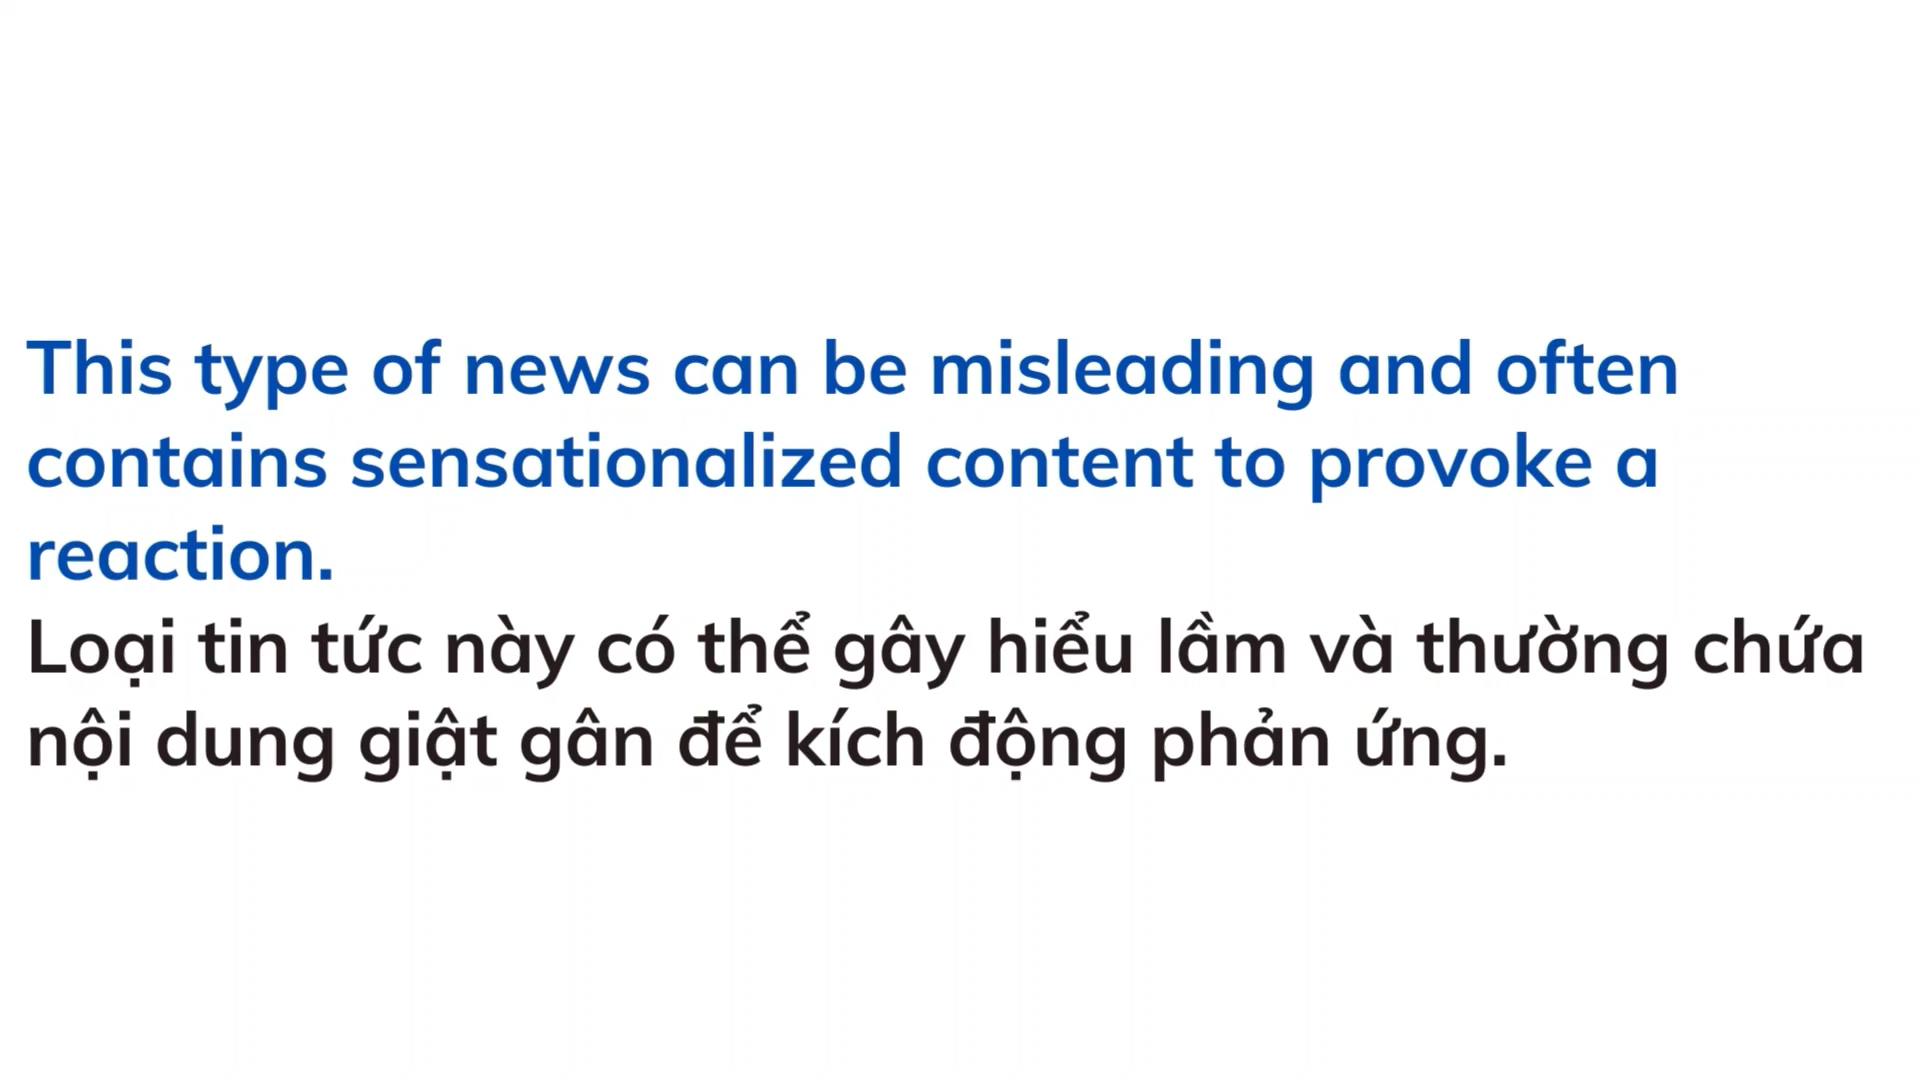 This type of news can be misleading and often
contains sensationalized content to provoke a
reaction.
Loại tin tức này có thể gây hiểu lầm và thường chứa
nội dung giật gân để kích động phản ứng.